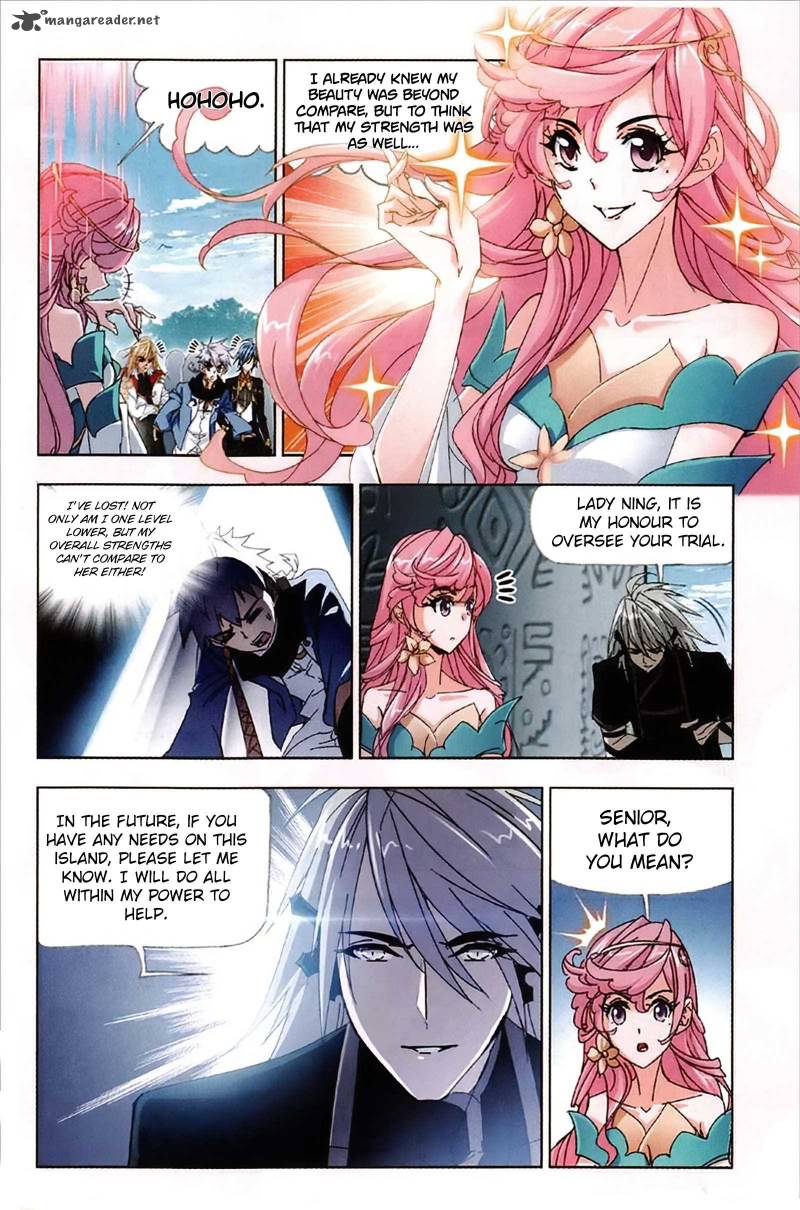 mangareader.net
HOHOHO.
I ALREADY KNEW MY
BEAUTY WAS BEYOND
COMPARE, BUT TO THINK
THAT MY STRENGTH WAS
AS WELL...
I'VE LOST! NOT
ONLY AM I ONE LEVEL
LOWER, BUT MY
OVERALL STRENGTHS
CAN'T COMPARE TO
HER EITHER!
LADY NING, IT IS
MY HONOUR TO
OVERSEE YOUR TRIAL.
IN THE FUTURE, IF YOU
HAVE ANY NEEDS ON THIS
ISLAND, PLEASE LET ME
KNOW. I WILL DO ALL
WITHIN MY POWER TO
HELP.
SENIOR,
WHAT DO
YOU MEAN?